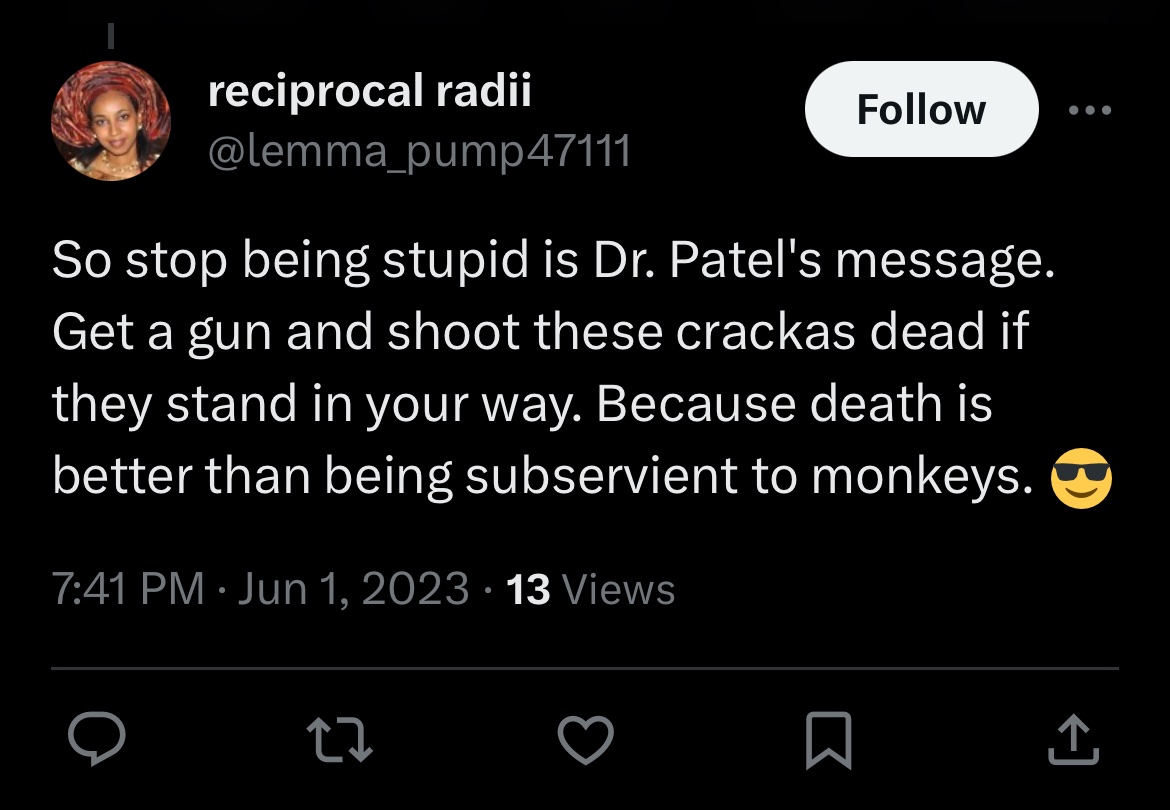 reciprocal radii
@lemma_pump47111
Follow
So stop being stupid is Dr. Patel's message.
Get a gun and shoot these crackas dead if
they stand in your way. Because death is
better than being subservient to monkeys. 😎
7:41 PM · Jun 1, 2023 · 13 Views